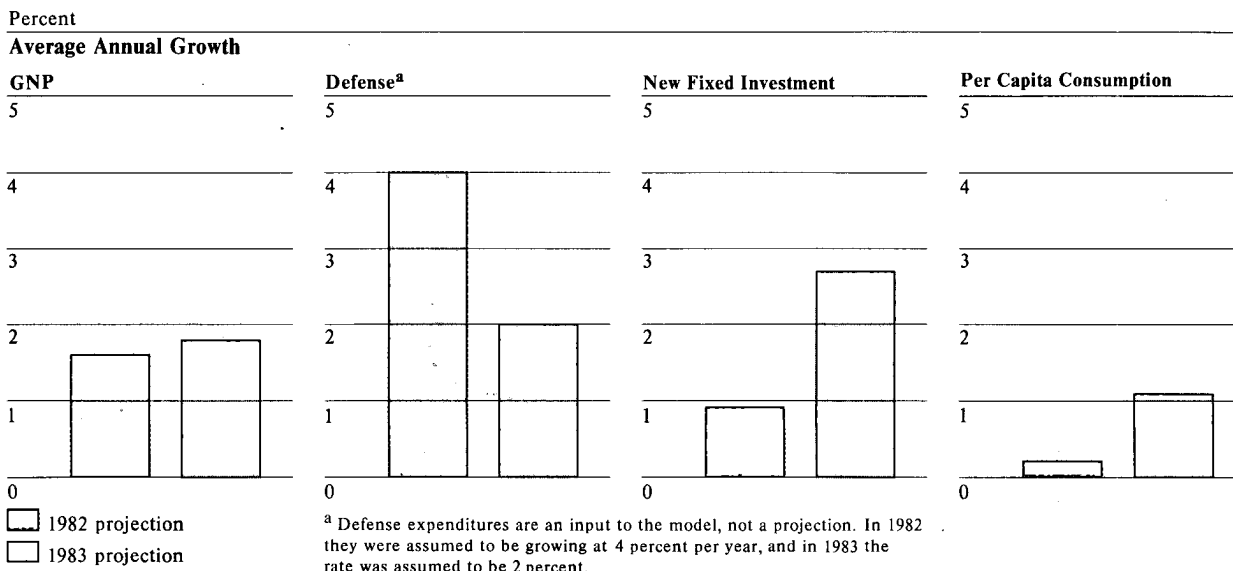 Percent
Average Annual Growth
GNP
5
4
3
2
1
0
Defense^a
5
4
3
2
1
0
New Fixed Investment
5
4
3
2
1
0
Per Capita Consumption
5
4
3
2
1
0
1982 projection
1983 projection
^a Defense expenditures are an input to the model, not a projection. In 1982
they were assumed to be growing at 4 percent per year, and in 1983 the
rate was assumed to be 2 percent.